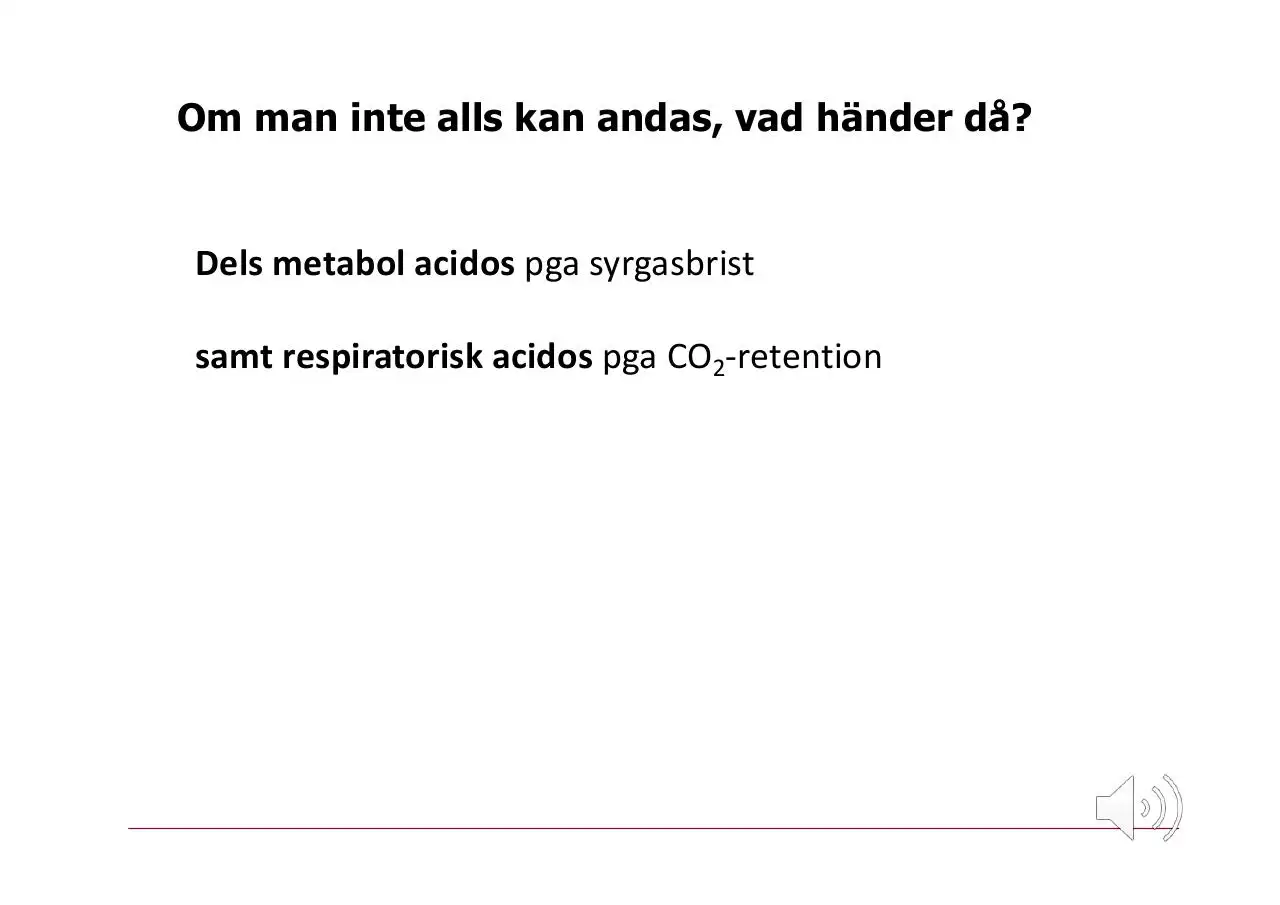 Om man inte alls kan andas, vad händer då?
Dels metabol acidos pga syrgasbrist
samt respiratorisk acidos pga CO₂-retention